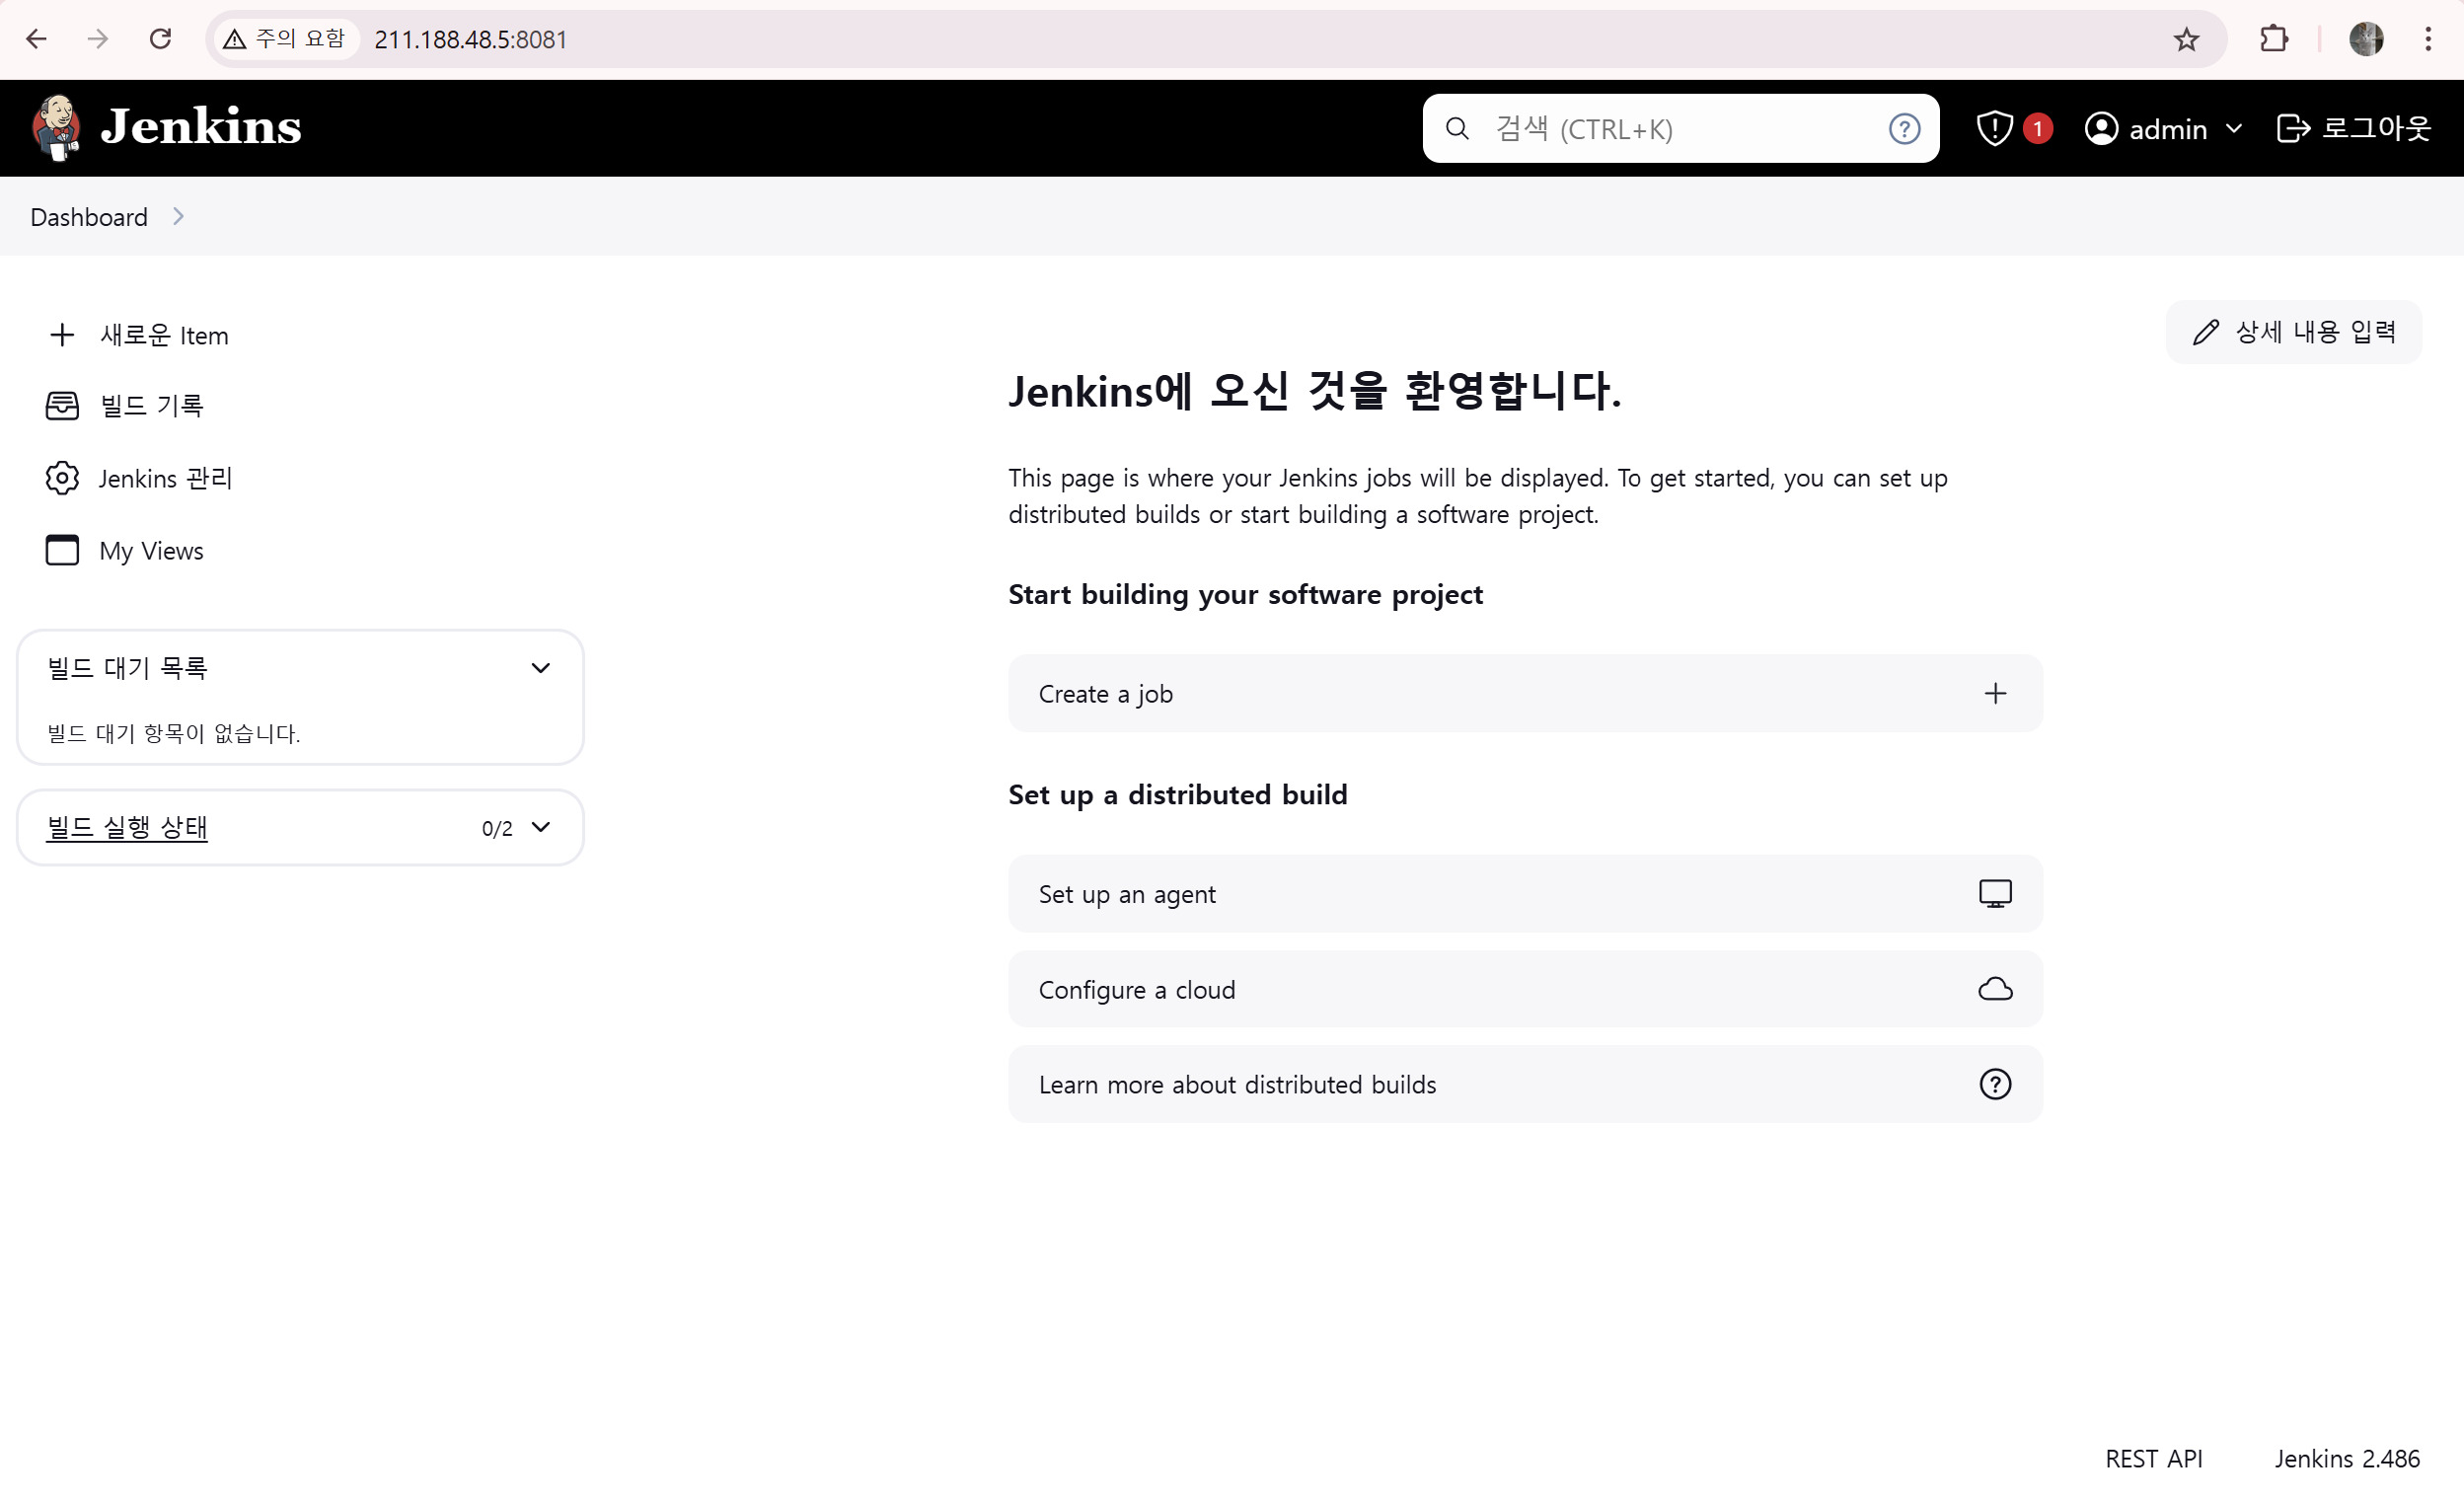 주의 요함 211.188.48.5:8081
Jenkins
검색 (CTRL+K)
1
admin
로그아웃
Dashboard
새로운 Item
빌드 기록
Jenkins 관리
My Views
빌드 대기 목록
빌드 대기 항목이 없습니다.
빌드 실행 상태 0/2
상세 내용 입력
Jenkins에 오신 것을 환영합니다.
This page is where your Jenkins jobs will be displayed. To get started, you can set up
distributed builds or start building a software project.
Start building your software project
Create a job
Set up a distributed build
Set up an agent
Configure a cloud
Learn more about distributed builds
REST API Jenkins 2.486